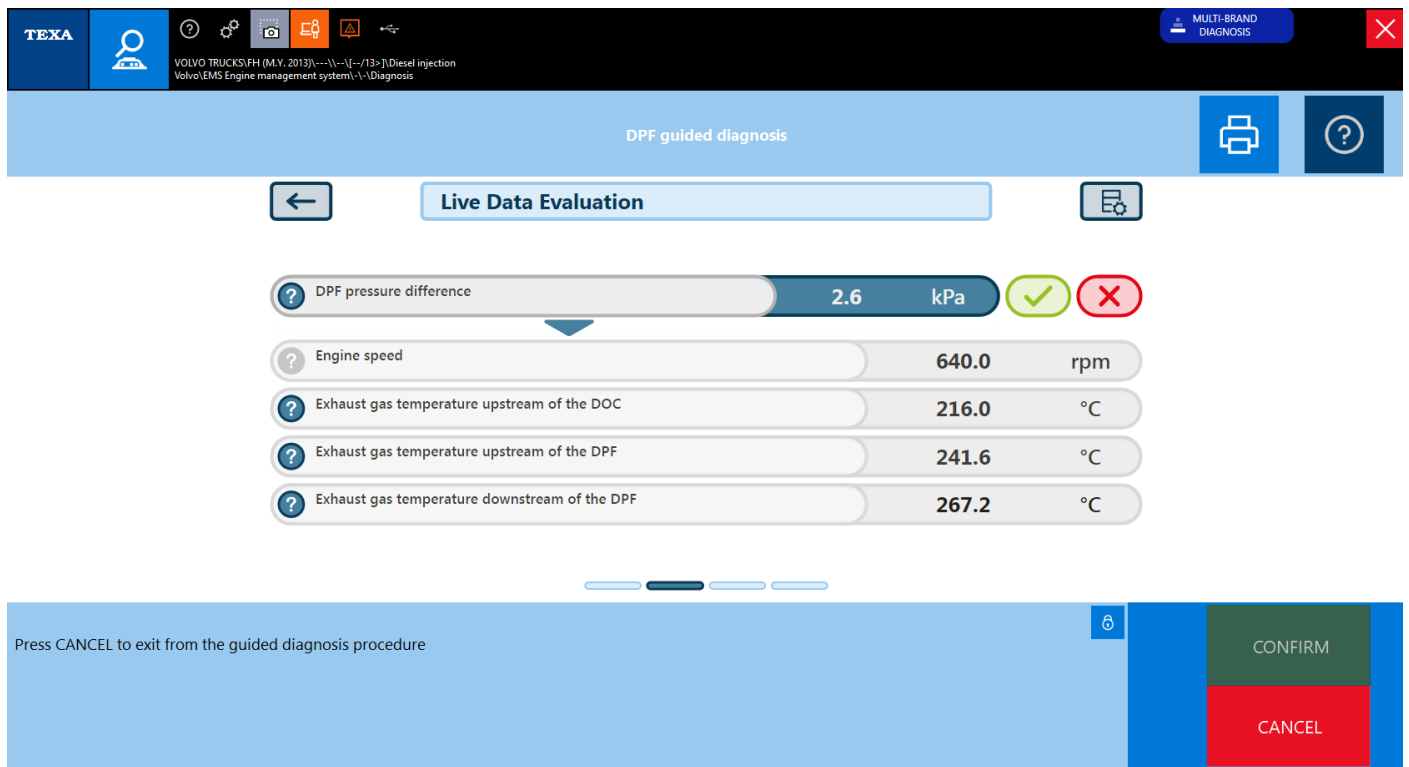 TEXA
MULTI-BRAND
DIAGNOSIS
VOLVO TRUCKS\FH (M.Y. 2013)\---\\--\[--/13>]\Diesel injection
Volvo\EMS Engine management system\-\-\Diagnosis
DPF guided diagnosis
Live Data Evaluation
DPF pressure difference 2.6 kPa
Engine speed 640.0 rpm
Exhaust gas temperature upstream of the DOC 216.0 °C
Exhaust gas temperature upstream of the DPF 241.6 °C
Exhaust gas temperature downstream of the DPF 267.2 °C
Press CANCEL to exit from the guided diagnosis procedure
CONFIRM
CANCEL